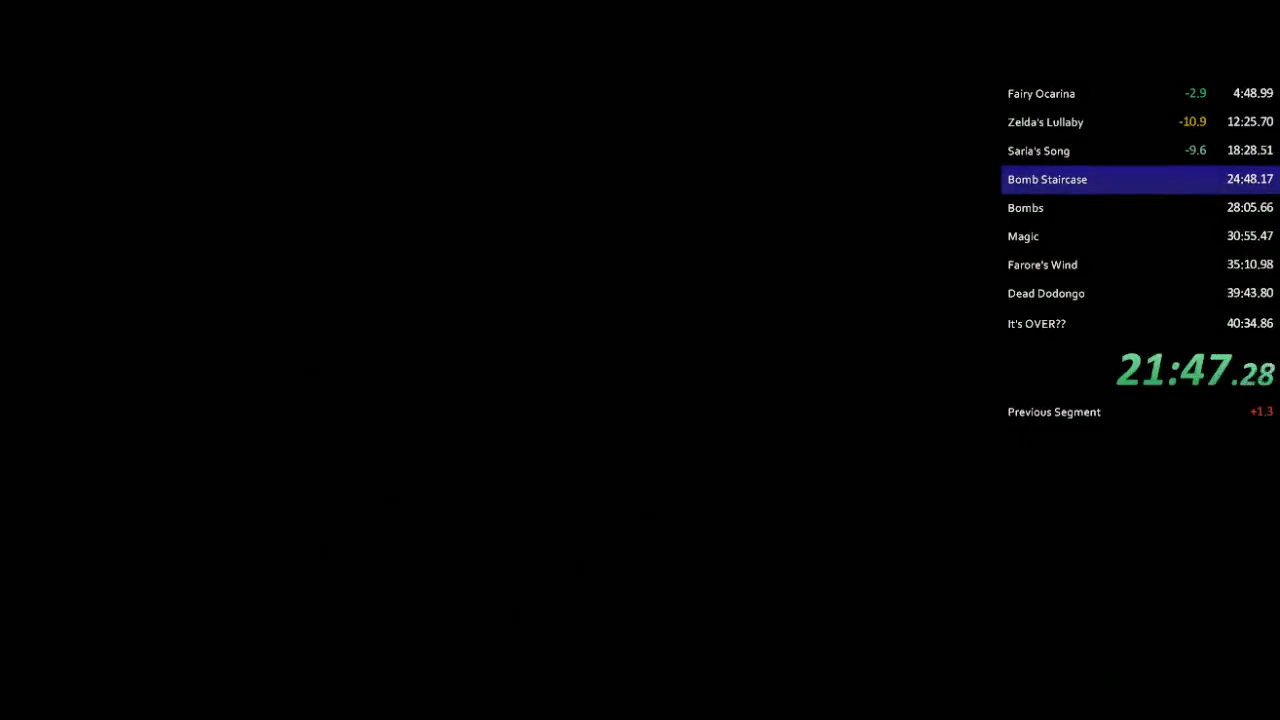 Fairy Ocarina -2.9 4:48.99
Zelda's Lullaby -10.9 12:25.70
Saria's Song -9.6 18:28.51
Bomb Staircase 24:48.17
Bombs 28:05.66
Magic 30:55.47
Farore's Wind 35:10.98
Dead Dodongo 39:43.80
It's OVER?? 40:34.86
21:47.28
Previous Segment +1.3